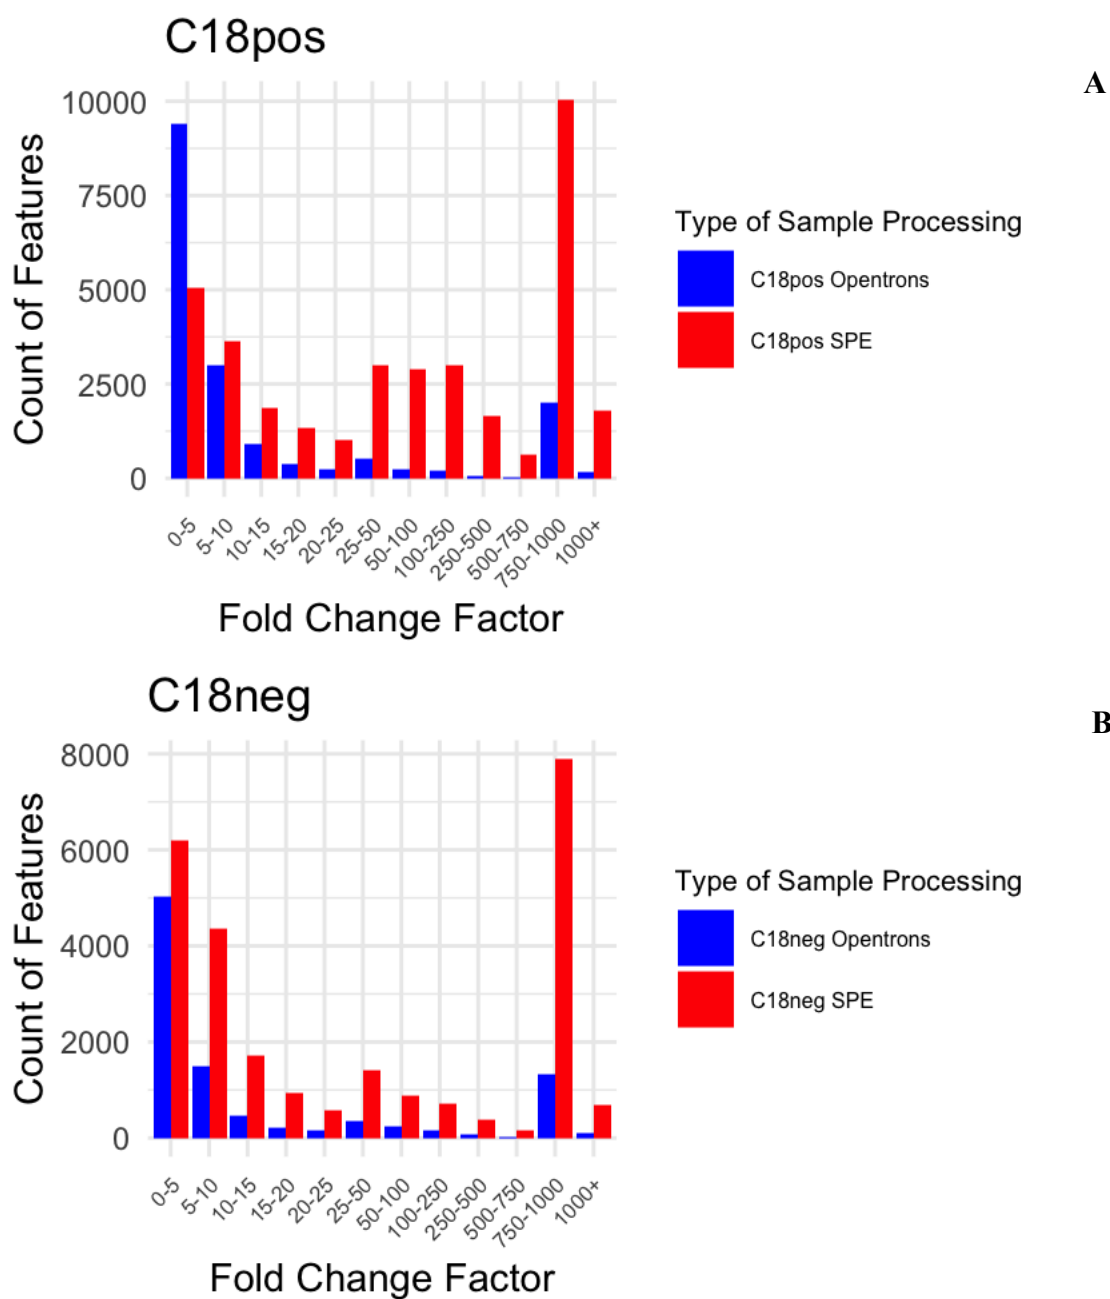 C18pos
A
10000
7500
5000
2500
0
Count of Features
0-5
5-10
10-15
15-20
20-25
25-50
50-100
100-250
250-500
500-750
750-1000
1000+
Fold Change Factor
Type of Sample Processing
C18pos Opentrons
C18pos SPE
C18neg
B
8000
6000
4000
2000
0
Count of Features
0-5
5-10
10-15
15-20
20-25
25-50
50-100
100-250
250-500
500-750
750-1000
1000+
Fold Change Factor
Type of Sample Processing
C18neg Opentrons
C18neg SPE